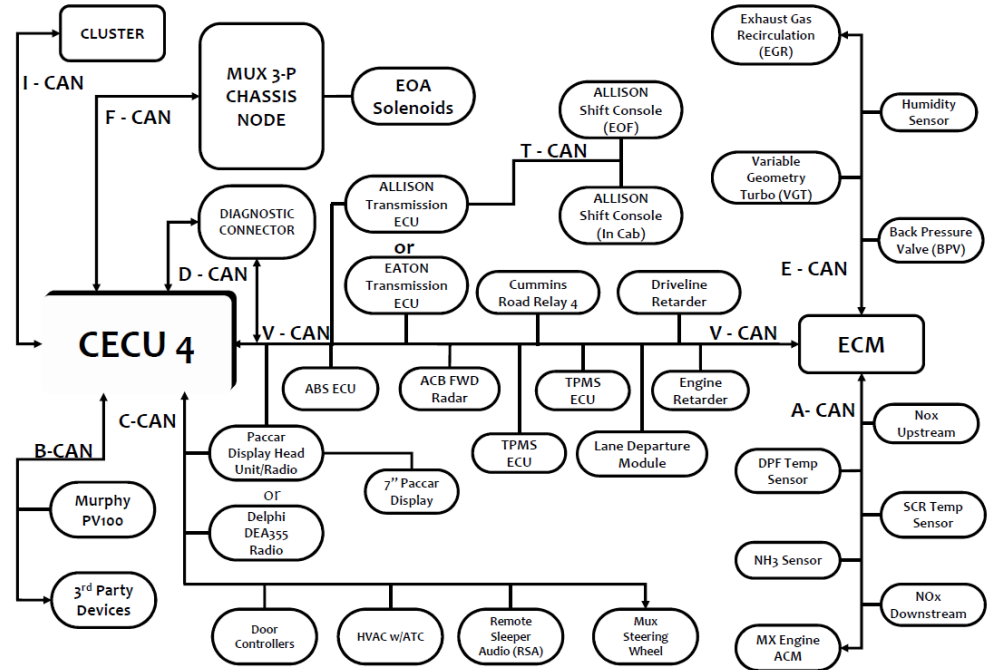 CLUSTER
I - CAN
F - CAN
MUX 3-P
CHASSIS
NODE
EOA
Solenoids
ALLISON
Shift Console
(EOF)
T - CAN
ALLISON
Shift Console
(In Cab)
ALLISON
Transmission
ECU
or
EATON
Transmission
ECU
DIAGNOSTIC
CONNECTOR
D - CAN
Exhaust Gas
Recirculation
(EGR)
Humidity
Sensor
Variable
Geometry
Turbo (VGT)
Back Pressure
Valve (BPV)
E - CAN
Cummins
Road Relay 4
Driveline
Retarder
CECU 4
V - CAN
V - CAN
ECM
ABS ECU
ACB FWD
Radar
TPMS
ECU
TPMS
ECU
Lane Departure
Module
Engine
Retarder
A- CAN
Nox
Upstream
DPF Temp
Sensor
SCR Temp
Sensor
NH3 Sensor
NOx
Downstream
MX Engine
ACM
B-CAN
C-CAN
Murphy
PV100
3rd Party
Devices
Paccar
Display Head
Unit/Radio
7” Paccar
Display
or
Delphi
DEA355
Radio
Door
Controllers
HVAC w/ATC
Remote
Sleeper
Audio (RSA)
Mux
Steering
Wheel